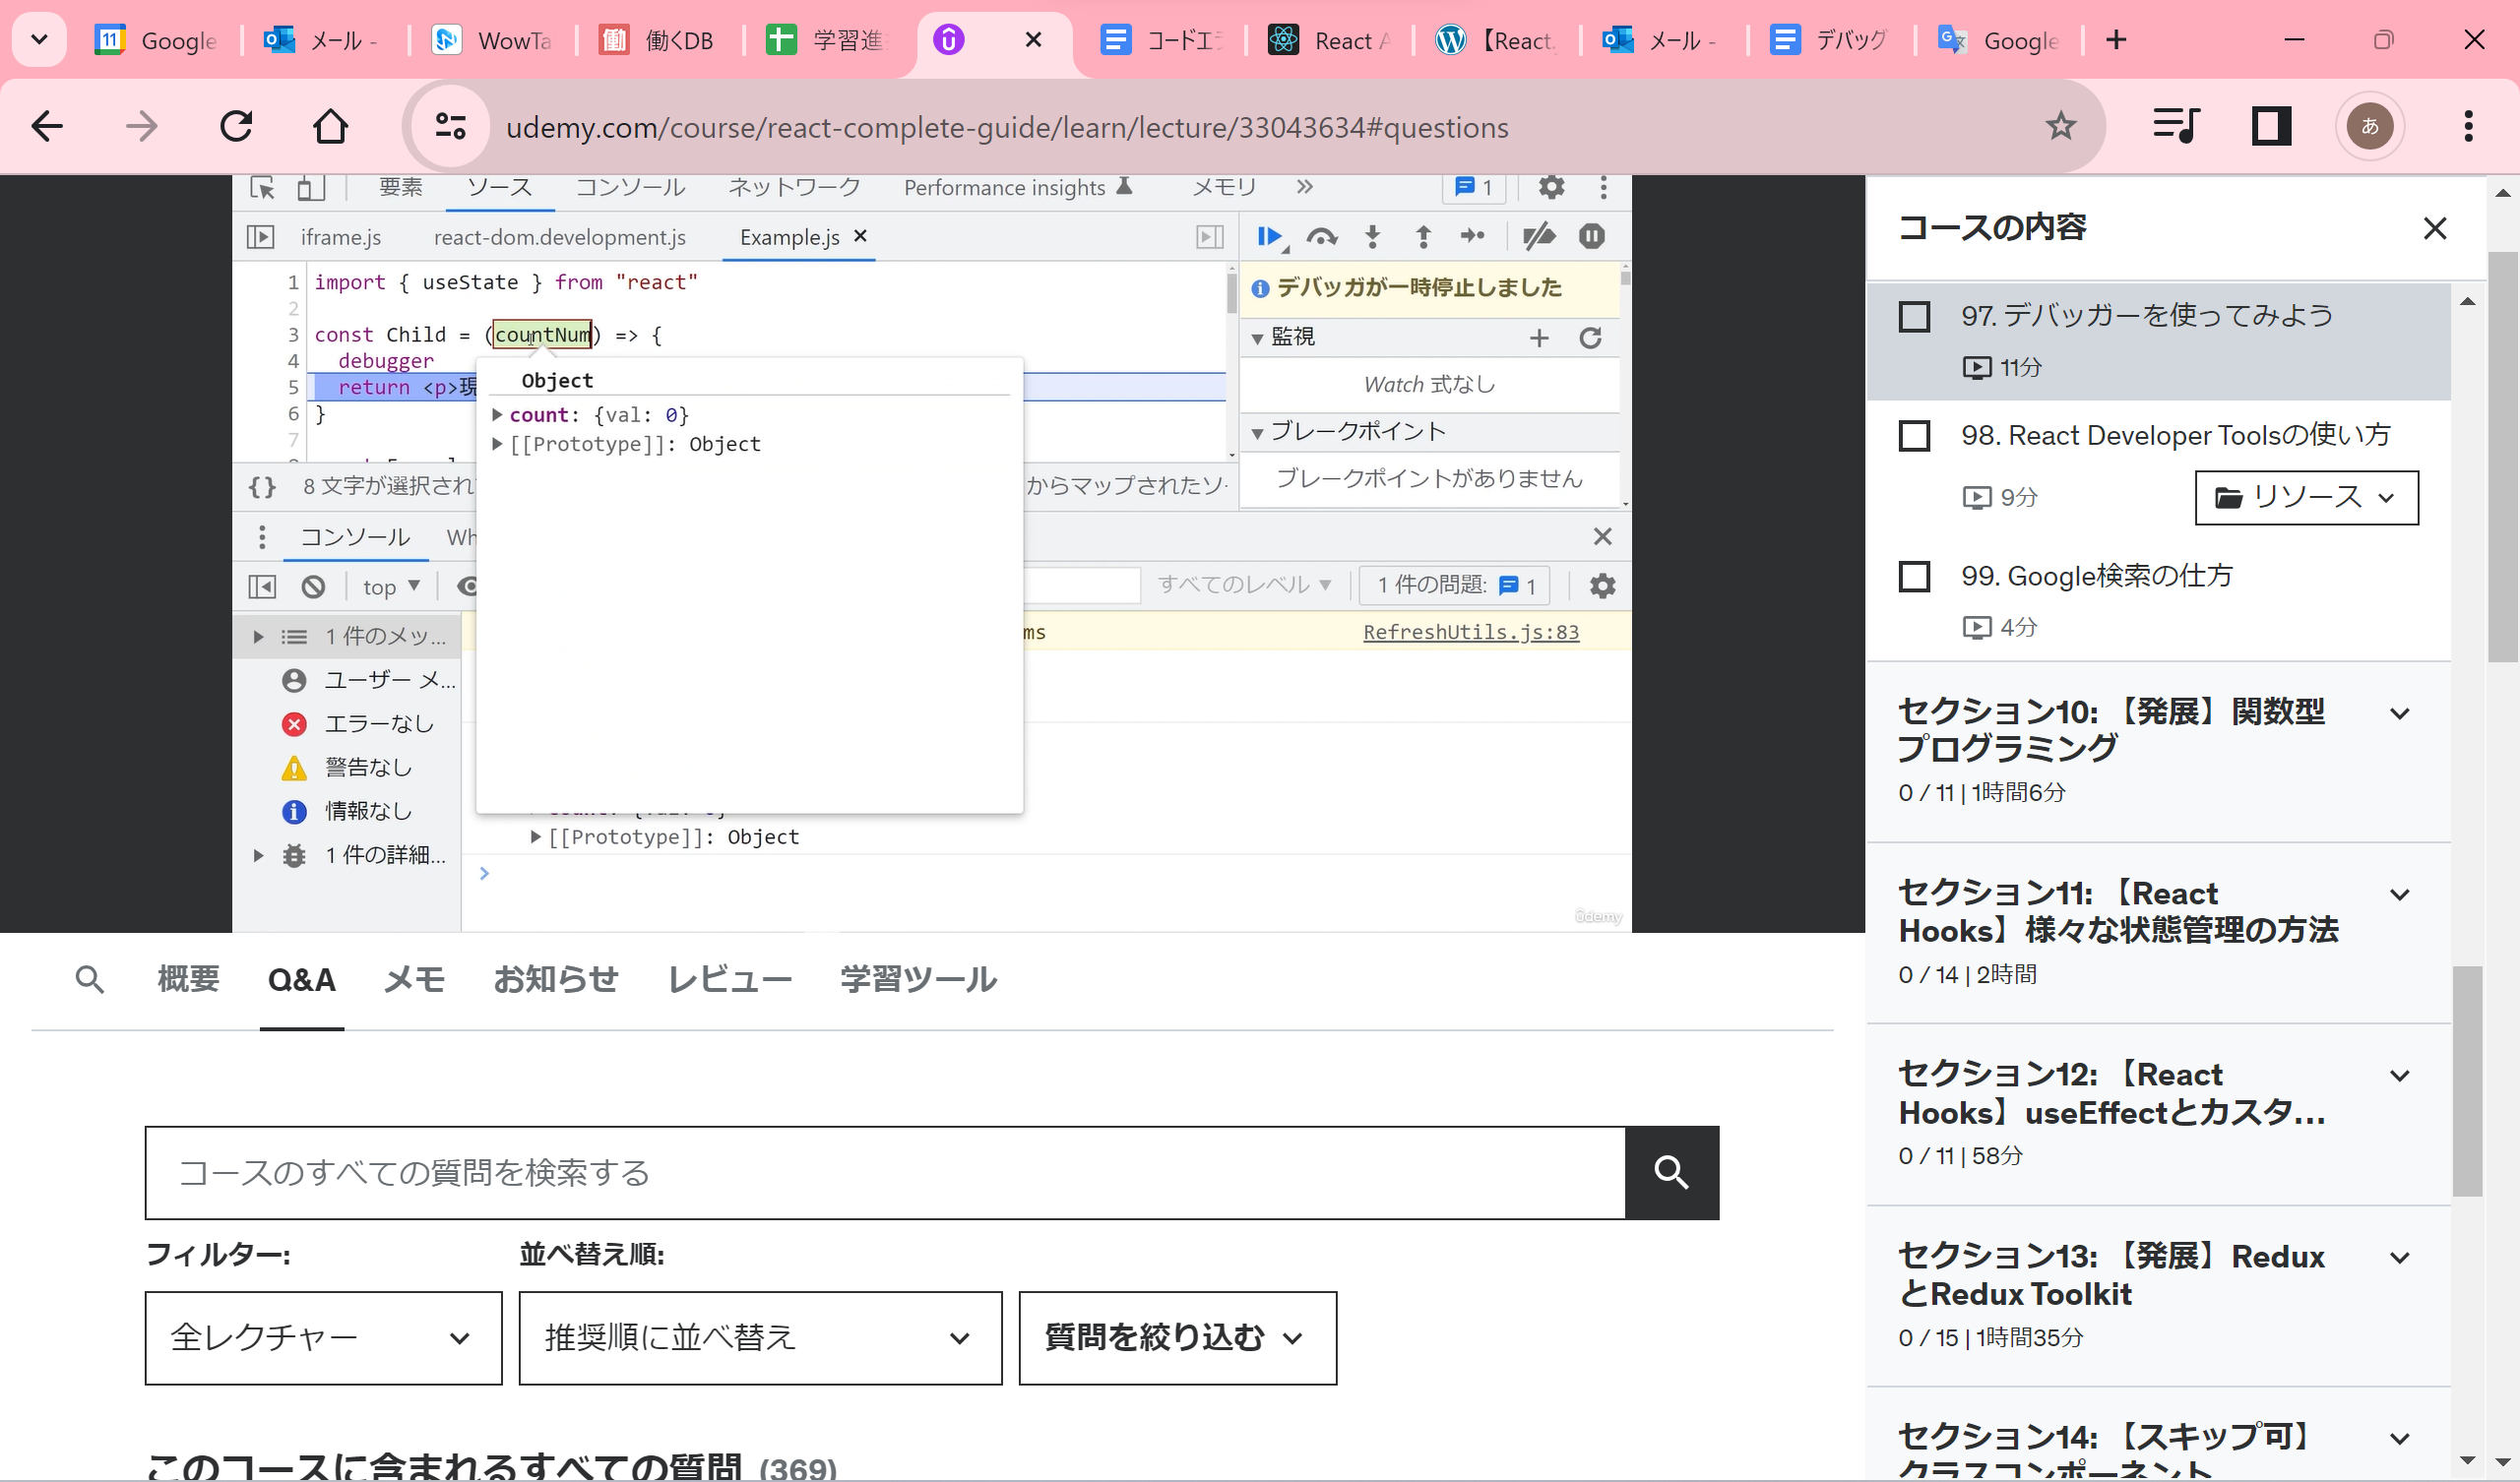 Google
メール -
WowTa
働くDB
学習進
コードエラ
React A
【React.
メール -
デバッグ
Google
udemy.com/course/react-complete-guide/learn/lecture/33043634#questions
あ
要素
ソース
コンソール
ネットワーク
Performance insights
メモリ
1
iframe.js
react-dom.development.js
Example.js
デバッガが一時停止しました
監視
Watch 式なし
ブレークポイント
ブレークポイントがありません
1 import { useState } from "react"
2
3 const Child = (countNum) => {
4 debugger
5 return <p>現
6 }
7
Object
count: {val: 0}
[[Prototype]]: Object
{} 8 文字が選択され
からマップされたソ
コンソール
Wh
top
すべてのレベル
1 件の問題: 1
1 件のメッ...
ms
RefreshUtils.js:83
ユーザー メ...
エラーなし
警告なし
情報なし
1 件の詳細...
[[Prototype]]: Object
>
ûdemy
コースの内容
97. デバッガーを使ってみよう
11分
98. React Developer Toolsの使い方
9分
リソース
99. Google検索の仕方
4分
セクション10: 【発展】関数型
プログラミング
0 / 11 | 1時間6分
セクション11: 【React
Hooks】様々な状態管理の方法
0 / 14 | 2時間
セクション12: 【React
Hooks】useEffectとカスタ...
0 / 11 | 58分
セクション13: 【発展】Redux
とRedux Toolkit
0 / 15 | 1時間35分
セクション14: 【スキップ可】
クラスコンポーネント
概要
Q&A
メモ
お知らせ
レビュー
学習ツール
コースのすべての質問を検索する
フィルター:
並べ替え順:
全レクチャー
推奨順に並べ替え
質問を絞り込む
このコースに含まれるすべての質問 (369)